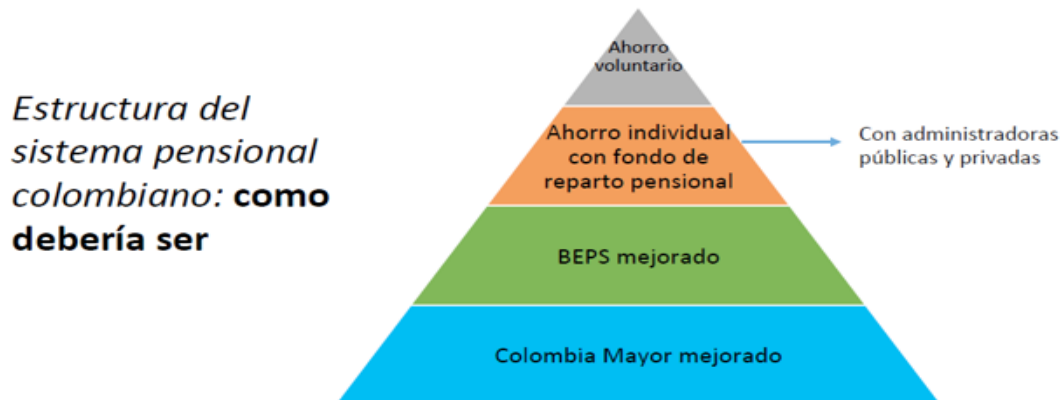 Estructura del
sistema pensional
colombiano: como
debería ser
Ahorro
voluntario
Ahorro individual
con fondo de
reparto pensional
Con administradoras
públicas y privadas
BEPS mejorado
Colombia Mayor mejorado